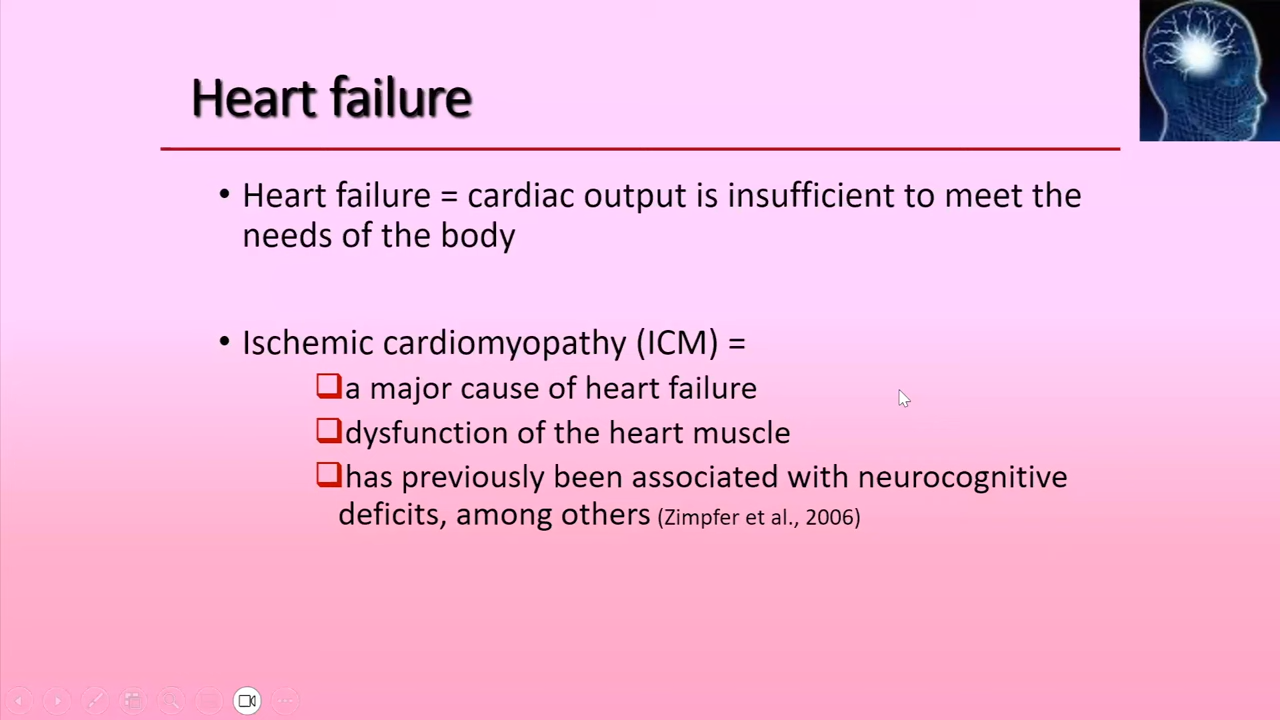 Heart failure
• Heart failure = cardiac output is insufficient to meet the
needs of the body
• Ischemic cardiomyopathy (ICM) =
❑a major cause of heart failure
❑dysfunction of the heart muscle
❑has previously been associated with neurocognitive
deficits, among others (Zimpfer et al., 2006)